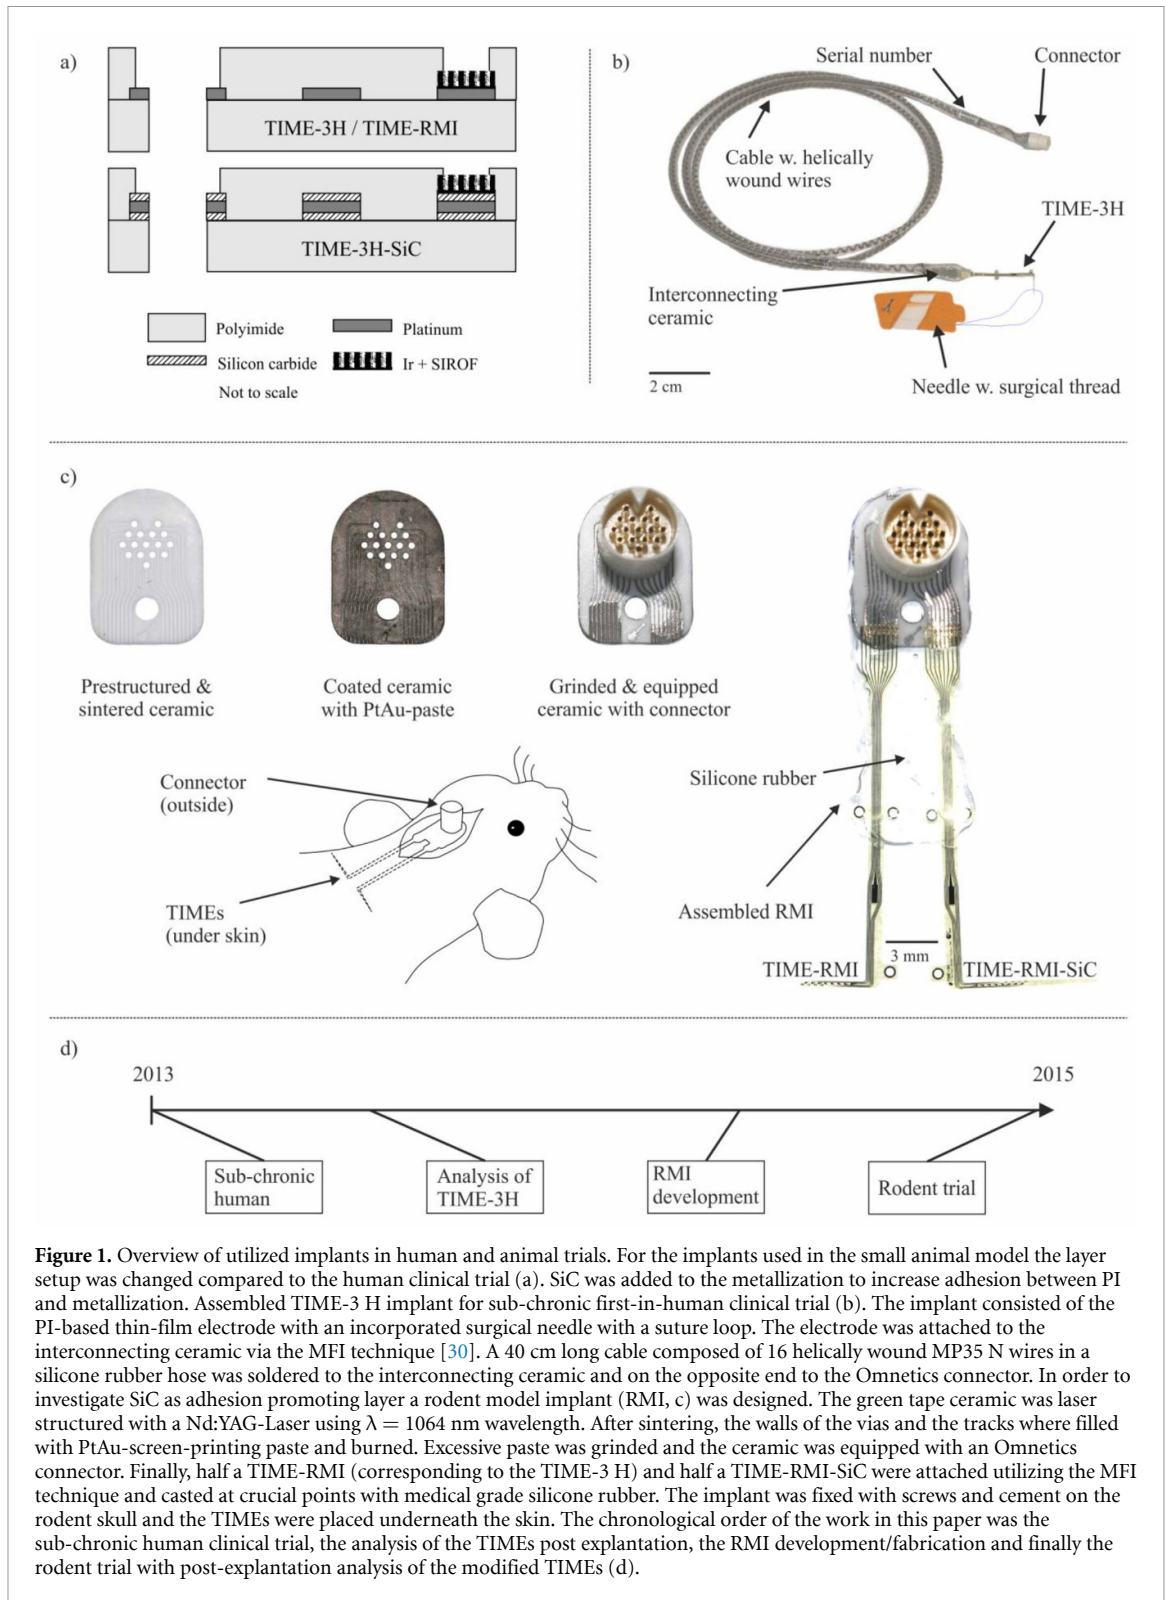 a)
TIME-3H / TIME-RMI
TIME-3H-SiC
Polyimide
Platinum
Silicon carbide
Ir + SIROF
Not to scale
b)
Serial number
Connector
Cable w. helically
wound wires
TIME-3H
Interconnecting
ceramic
2 cm
Needle w. surgical thread
c)
Prestructured &
sintered ceramic
Coated ceramic
with PtAu-paste
Grinded & equipped
ceramic with connector
Connector
(outside)
TIMEs
(under skin)
Silicone rubber
Assembled RMI
3 mm
TIME-RMI
TIME-RMI-SiC
d)
2013
2015
Sub-chronic
human
Analysis of
TIME-3H
RMI
development
Rodent trial
Figure 1. Overview of utilized implants in human and animal trials. For the implants used in the small animal model the layer
setup was changed compared to the human clinical trial (a). SiC was added to the metallization to increase adhesion between PI
and metallization. Assembled TIME-3 H implant for sub-chronic first-in-human clinical trial (b). The implant consisted of the
PI-based thin-film electrode with an incorporated surgical needle with a suture loop. The electrode was attached to the
interconnecting ceramic via the MFI technique [30]. A 40 cm long cable composed of 16 helically wound MP35 N wires in a
silicone rubber hose was soldered to the interconnecting ceramic and on the opposite end to the Omnetics connector. In order to
investigate SiC as adhesion promoting layer a rodent model implant (RMI, c) was designed. The green tape ceramic was laser
structured with a Nd:YAG-Laser using λ = 1064 nm wavelength. After sintering, the walls of the vias and the tracks where filled
with PtAu-screen-printing paste and burned. Excessive paste was grinded and the ceramic was equipped with an Omnetics
connector. Finally, half a TIME-RMI (corresponding to the TIME-3 H) and half a TIME-RMI-SiC were attached utilizing the MFI
technique and casted at crucial points with medical grade silicone rubber. The implant was fixed with screws and cement on the
rodent skull and the TIMEs were placed underneath the skin. The chronological order of the work in this paper was the
sub-chronic human clinical trial, the analysis of the TIMEs post explantation, the RMI development/fabrication and finally the
rodent trial with post-explantation analysis of the modified TIMEs (d).